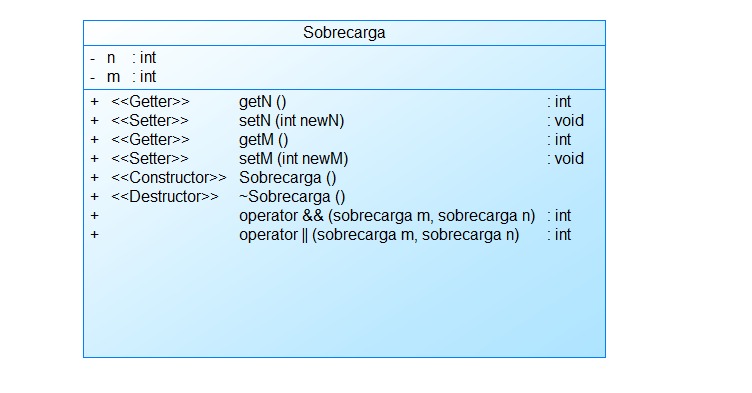 Sobrecarga
- n : int
- m : int
+ <<Getter>> getN () : int
+ <<Setter>> setN (int newN) : void
+ <<Getter>> getM () : int
+ <<Setter>> setM (int newM) : void
+ <<Constructor>> Sobrecarga ()
+ <<Destructor>> ~Sobrecarga ()
+ operator && (sobrecarga m, sobrecarga n) : int
+ operator || (sobrecarga m, sobrecarga n) : int